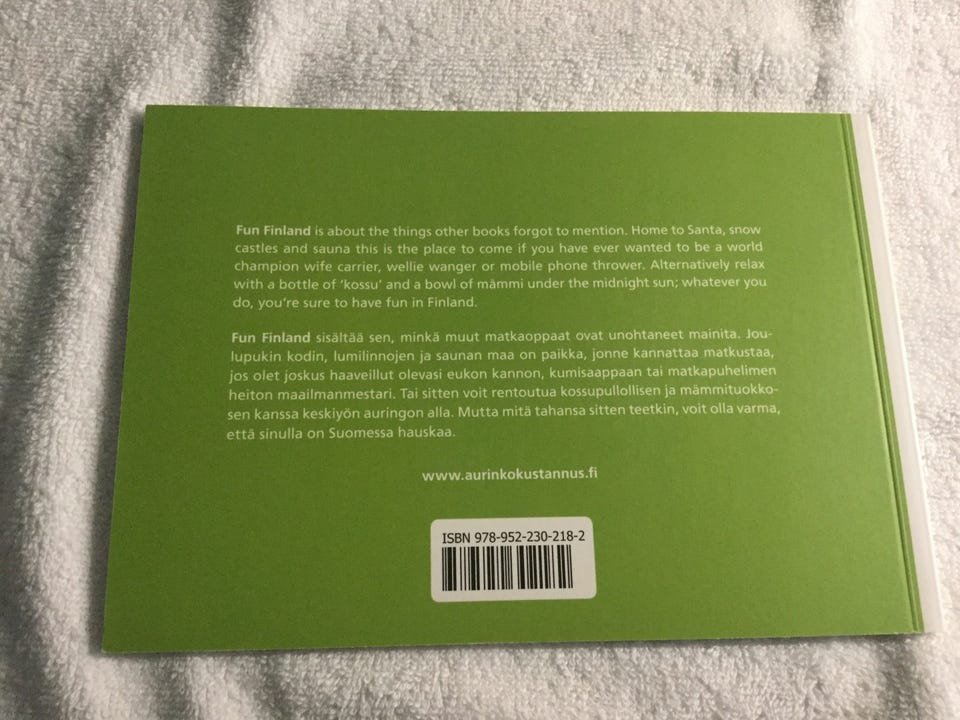 Fun Finland is about the things other books forgot to mention. Home to Santa, snow
castles and sauna this is the place to come if you have ever wanted to be a world
champion wife carrier, wellie wanger or mobile phone thrower. Alternatively relax
with a bottle of 'kossu' and a bowl of mämmi under the midnight sun; whatever you
do, you're sure to have fun in Finland.
Fun Finland sisältää sen, minkä muut matkaoppaat ovat unohtaneet mainita. Jou-
lupukin kodin, lumilinnojen ja saunan maa on paikka, jonne kannattaa matkustaa,
jos olet joskus haaveillut olevasi eukon kannon, kumisaappaan tai matkapuhelimen
heiton maailmanmestari. Tai sitten voit rentoutua kossupullollisen ja mämmituokko-
sen kanssa keskiyön auringon alla. Mutta mitä tahansa sitten teetkin, voit olla varma,
että sinulla on Suomessa hauskaa.
www.aurinkokustannus.fi
ISBN 978-952-230-218-2